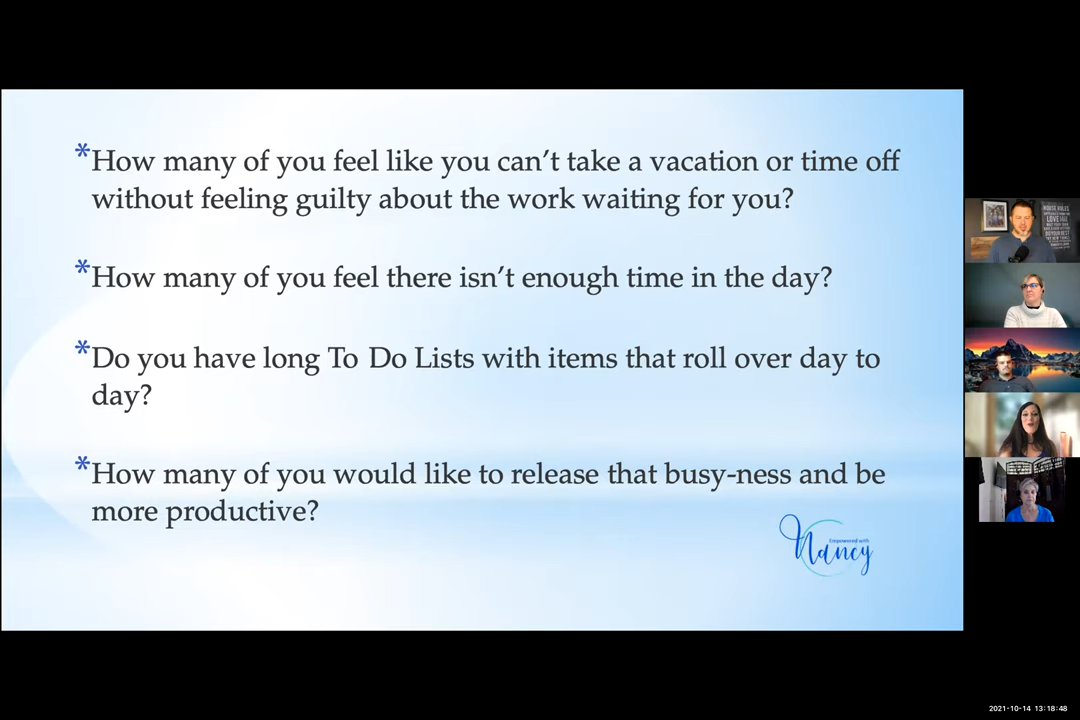 *How many of you feel like you can't take a vacation or time off
without feeling guilty about the work waiting for you?
*How many of you feel there isn't enough time in the day?
*Do you have long To Do Lists with items that roll over day to
day?
*How many of you would like to release that busy-ness and be
more productive?
Empowered with
Nancy
HOUSE RULES
LOVE
2021-10-14 13:18:48